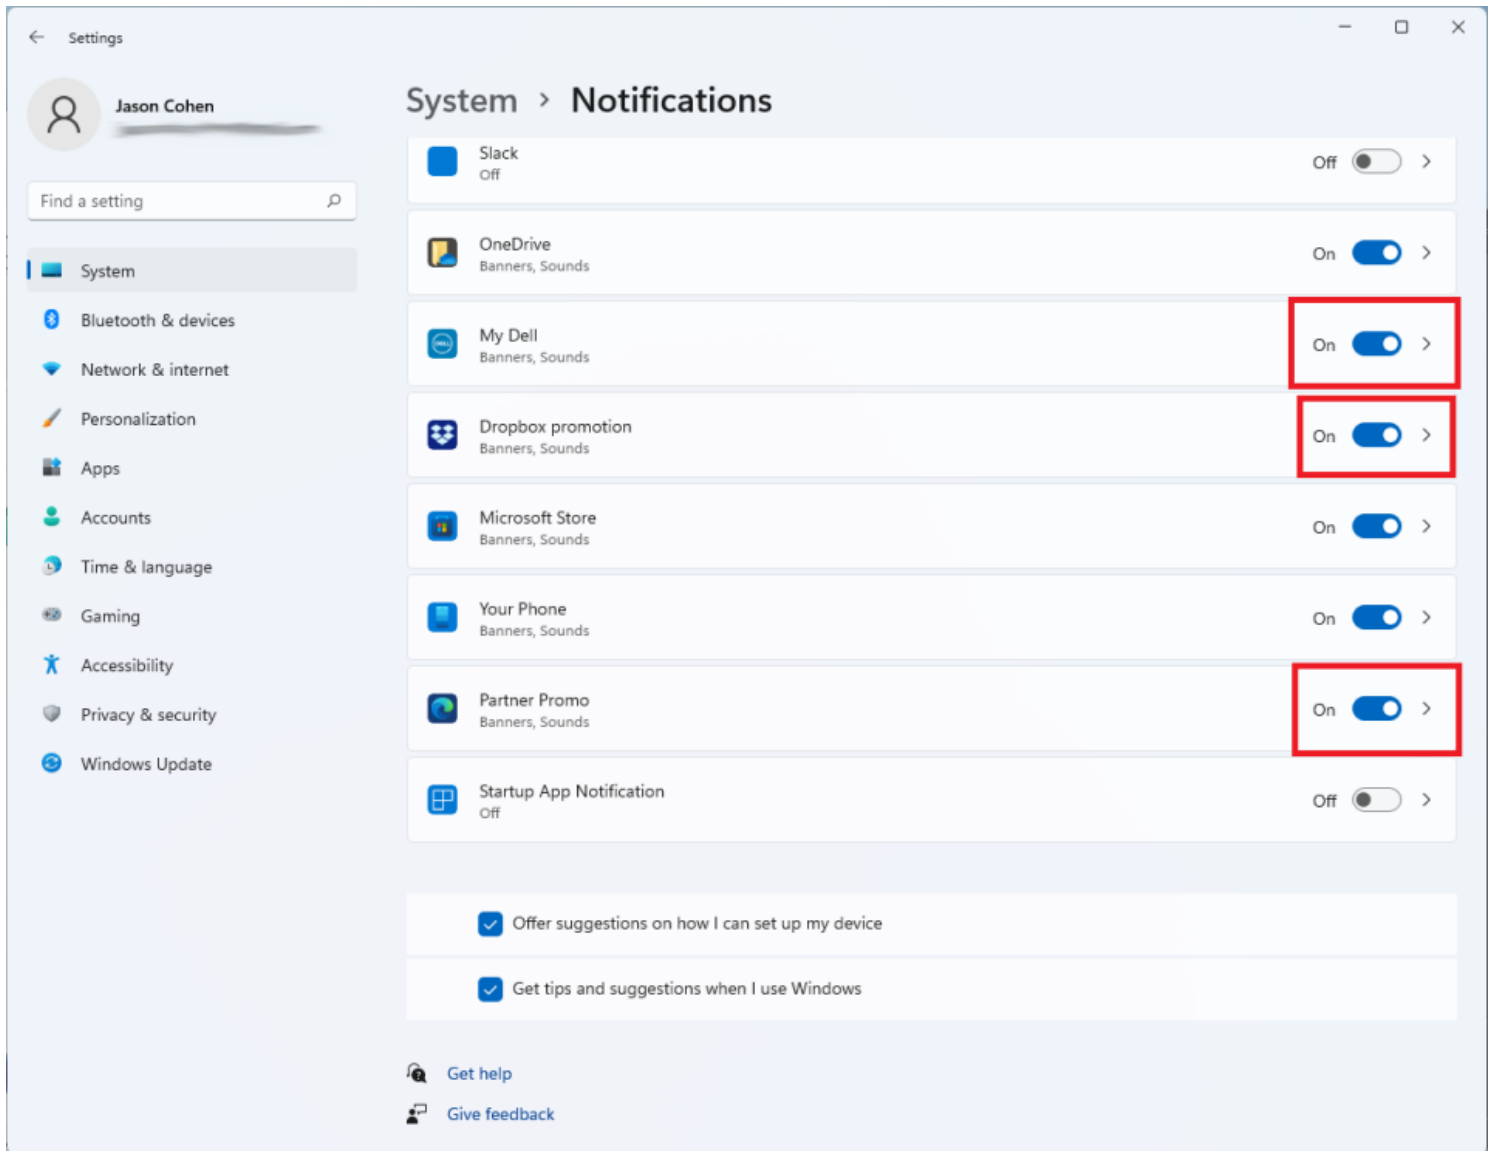 Settings
Jason Cohen
Find a setting
System
Bluetooth & devices
Network & internet
Personalization
Apps
Accounts
Time & language
Gaming
Accessibility
Privacy & security
Windows Update
System > Notifications
Slack
Off
Off
OneDrive
Banners, Sounds
On
My Dell
Banners, Sounds
On
Dropbox promotion
Banners, Sounds
On
Microsoft Store
Banners, Sounds
On
Your Phone
Banners, Sounds
On
Partner Promo
Banners, Sounds
On
Startup App Notification
Off
Off
Offer suggestions on how I can set up my device
Get tips and suggestions when I use Windows
Get help
Give feedback